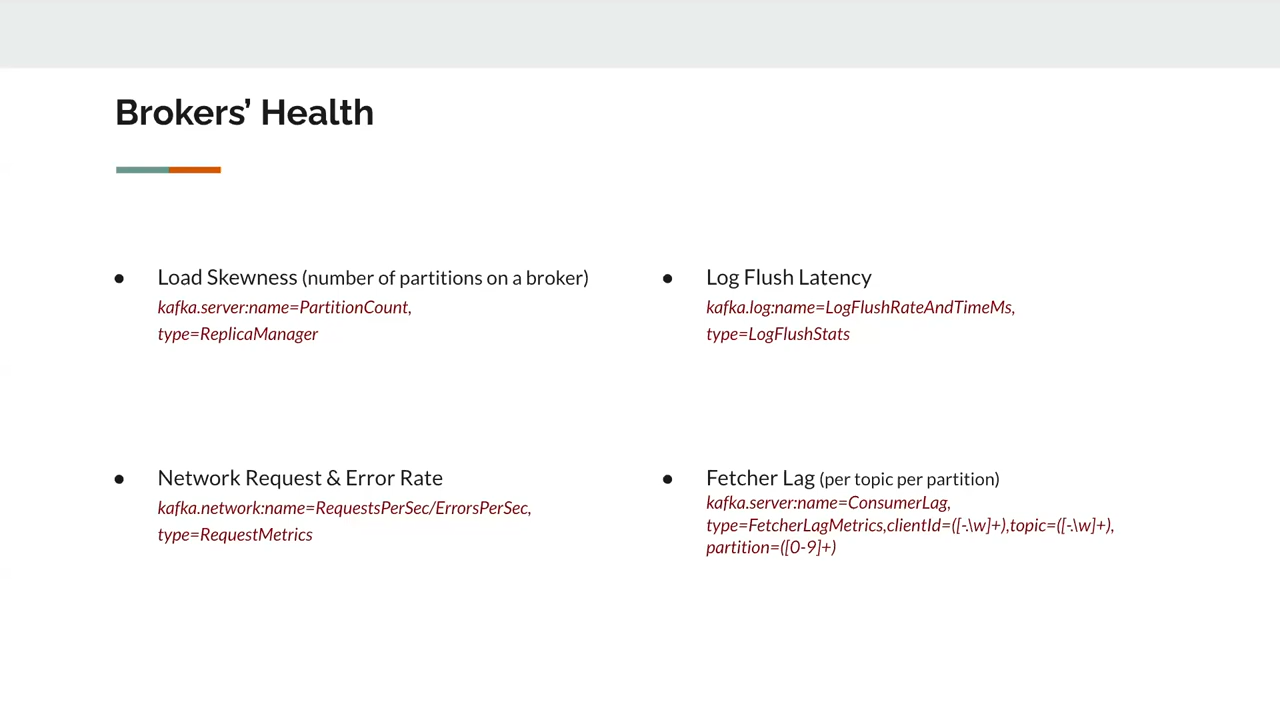 Brokers’ Health
● Load Skewness (number of partitions on a broker)
kafka.server:name=PartitionCount,
type=ReplicaManager
● Network Request & Error Rate
kafka.network:name=RequestsPerSec/ErrorsPerSec,
type=RequestMetrics
● Log Flush Latency
kafka.log:name=LogFlushRateAndTimeMs,
type=LogFlushStats
● Fetcher Lag (per topic per partition)
kafka.server:name=ConsumerLag,
type=FetcherLagMetrics,clientId=([-.\w]+),topic=([-.\w]+),
partition=([0-9]+)